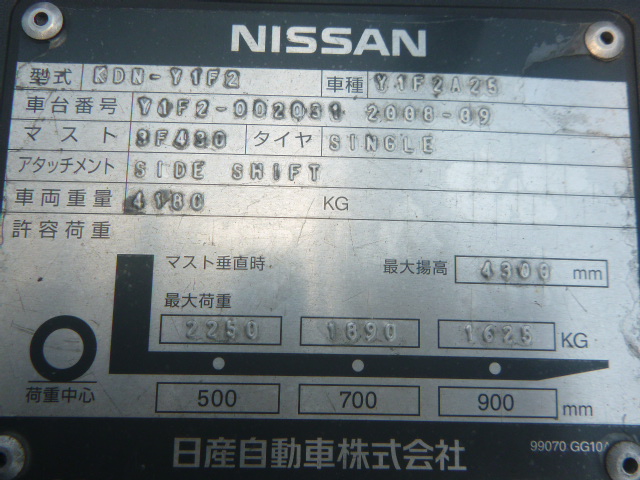 NISSAN
型式 KDN-Y1F2 車種 Y1F2A25
車台番号 Y1F2-002031 2008-09
マスト 3F430 タイヤ SINGLE
アタッチメント SIDE SHIFT
車両重量 4180 KG
許容荷重
マスト垂直時 最大揚高 4300 mm
最大荷重
2250 1890 1625 KG
荷重中心 500 700 900 mm
日産自動車株式会社 99070 GG10A